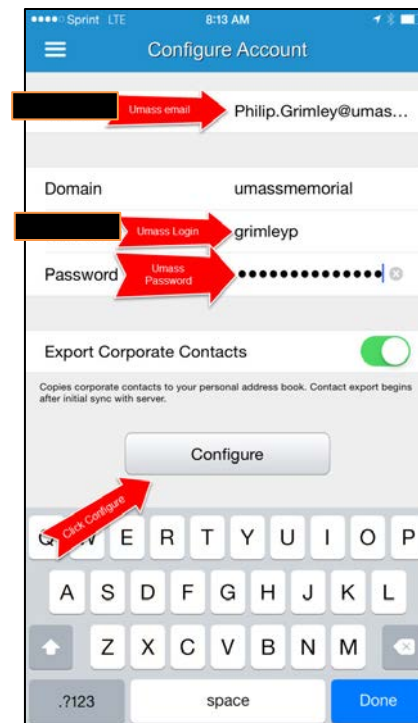 Sprint LTE 8:13 AM
Configure Account
Umass email Philip.Grimley@umas...
Domain umassmemorial
Umass Login grimleyp
Password Umass Password ••••••••••••••
Export Corporate Contacts
Copies corporate contacts to your personal address book. Contact export begins
after initial sync with server.
Configure
Click Configure
Q W E R T Y U I O P
A S D F G H J K L
Z X C V B N M
.?123 space Done